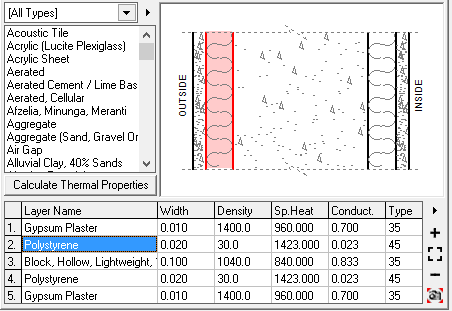 [All Types]
Acoustic Tile
Acrylic (Lucite Plexiglass)
Acrylic Sheet
Aerated
Aerated Cement / Lime Bas
Aerated, Cellular
Afzelia, Minunga, Meranti
Aggregate
Aggregate (Sand, Gravel Or
Air Gap
Alluvial Clay, 40% Sands
Calculate Thermal Properties
OUTSIDE
INSIDE
Layer Name Width Density Sp.Heat Conduct. Type
1. Gypsum Plaster 0.010 1400.0 960.000 0.700 35
2. Polystyrene 0.020 30.0 1423.000 0.023 45
3. Block, Hollow, Lightweight, 0.100 1040.0 840.000 0.833 35
4. Polystyrene 0.020 30.0 1423.000 0.023 45
5. Gypsum Plaster 0.010 1400.0 960.000 0.700 35